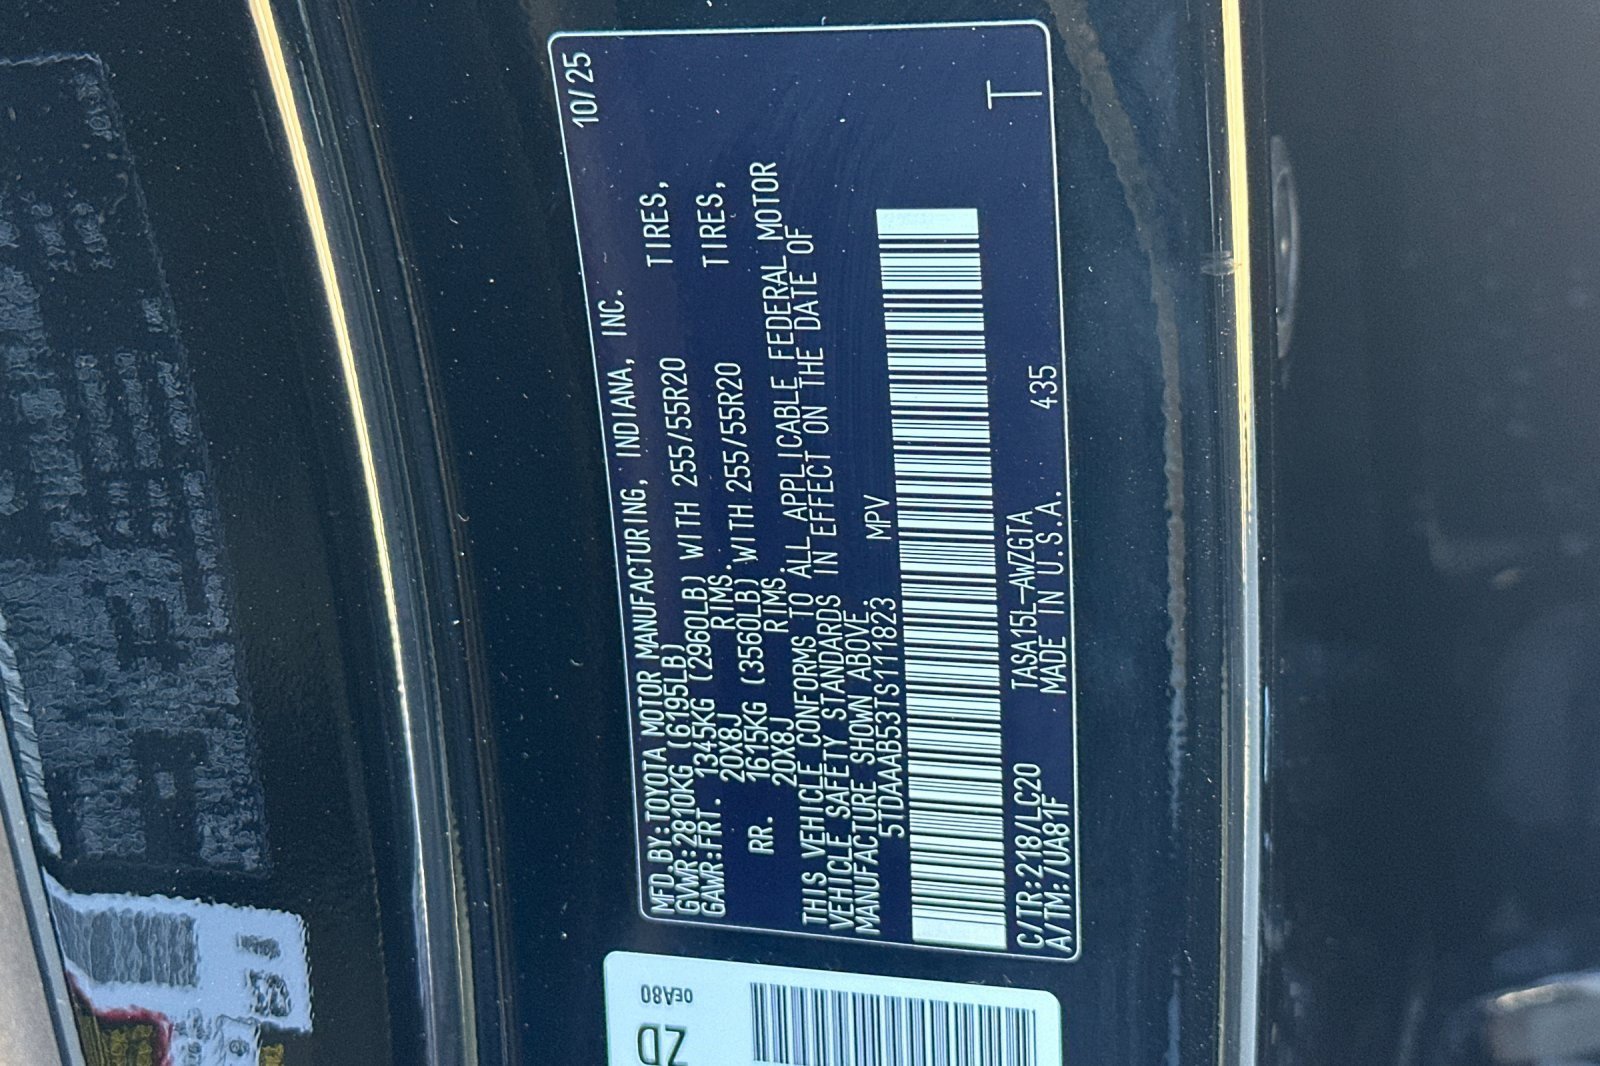 10/25
MFD.BY:TOYOTA MOTOR MANUFACTURING, INDIANA, INC.
GVWR:2810KG (6195LB)
GAWR:FRT. 1345KG (2960LB) WITH 255/55R20 TIRES,
20X8J RIMS.
RR. 1615KG (3560LB) WITH 255/55R20 TIRES,
20X8J RIMS.
THIS VEHICLE CONFORMS TO ALL APPLICABLE FEDERAL MOTOR
VEHICLE SAFETY STANDARDS IN EFFECT ON THE DATE OF
MANUFACTURE SHOWN ABOVE.
5TDAAAB53TS111823 MPV
C/TR:218/LC20 TASA15L-AWZGTA 435
A/TM:/UA81F MADE IN U.S.A.
T
0EA80
ZD